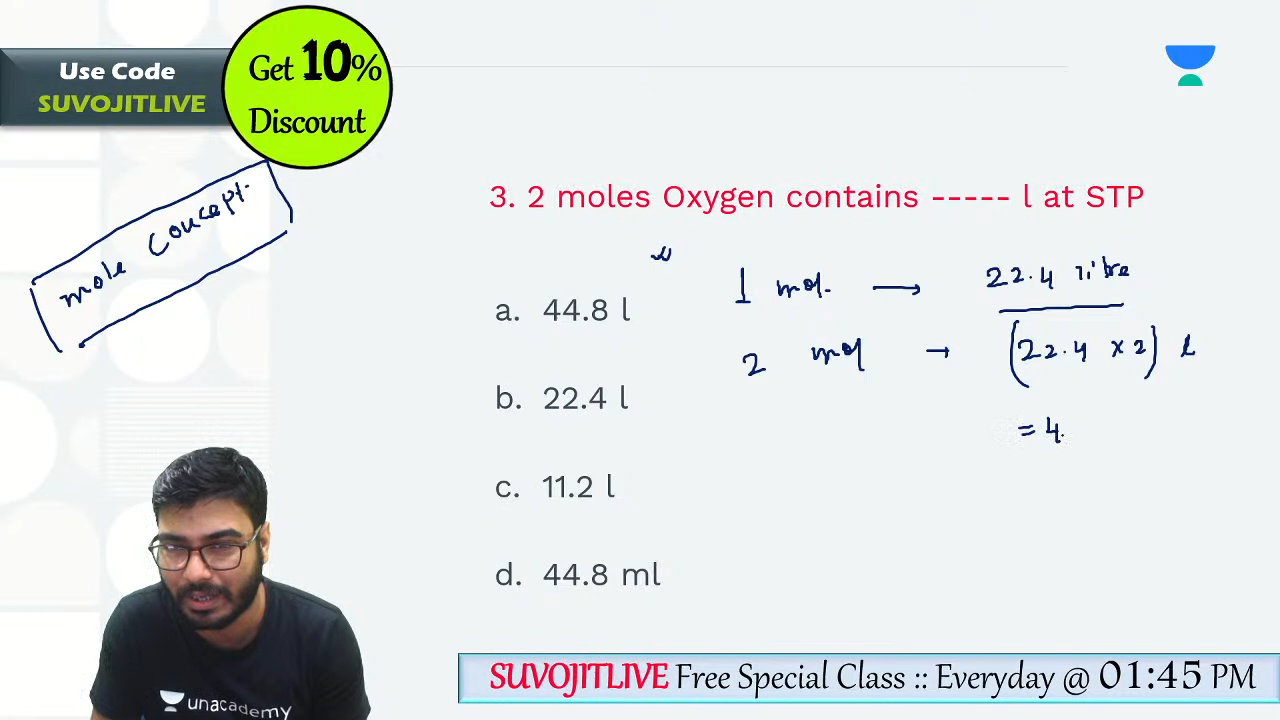 Use Code
SUVOJITLIVE
Get 10%
Discount
mole concept.
3. 2 moles Oxygen contains ----- l at STP
1 mol. → 22.4 litre
2 mol → (22.4 x 2) l
= 4.
a. 44.8 l
b. 22.4 l
c. 11.2 l
d. 44.8 ml
unacademy
SUVOJITLIVE Free Special Class :: Everyday @ 01:45 PM